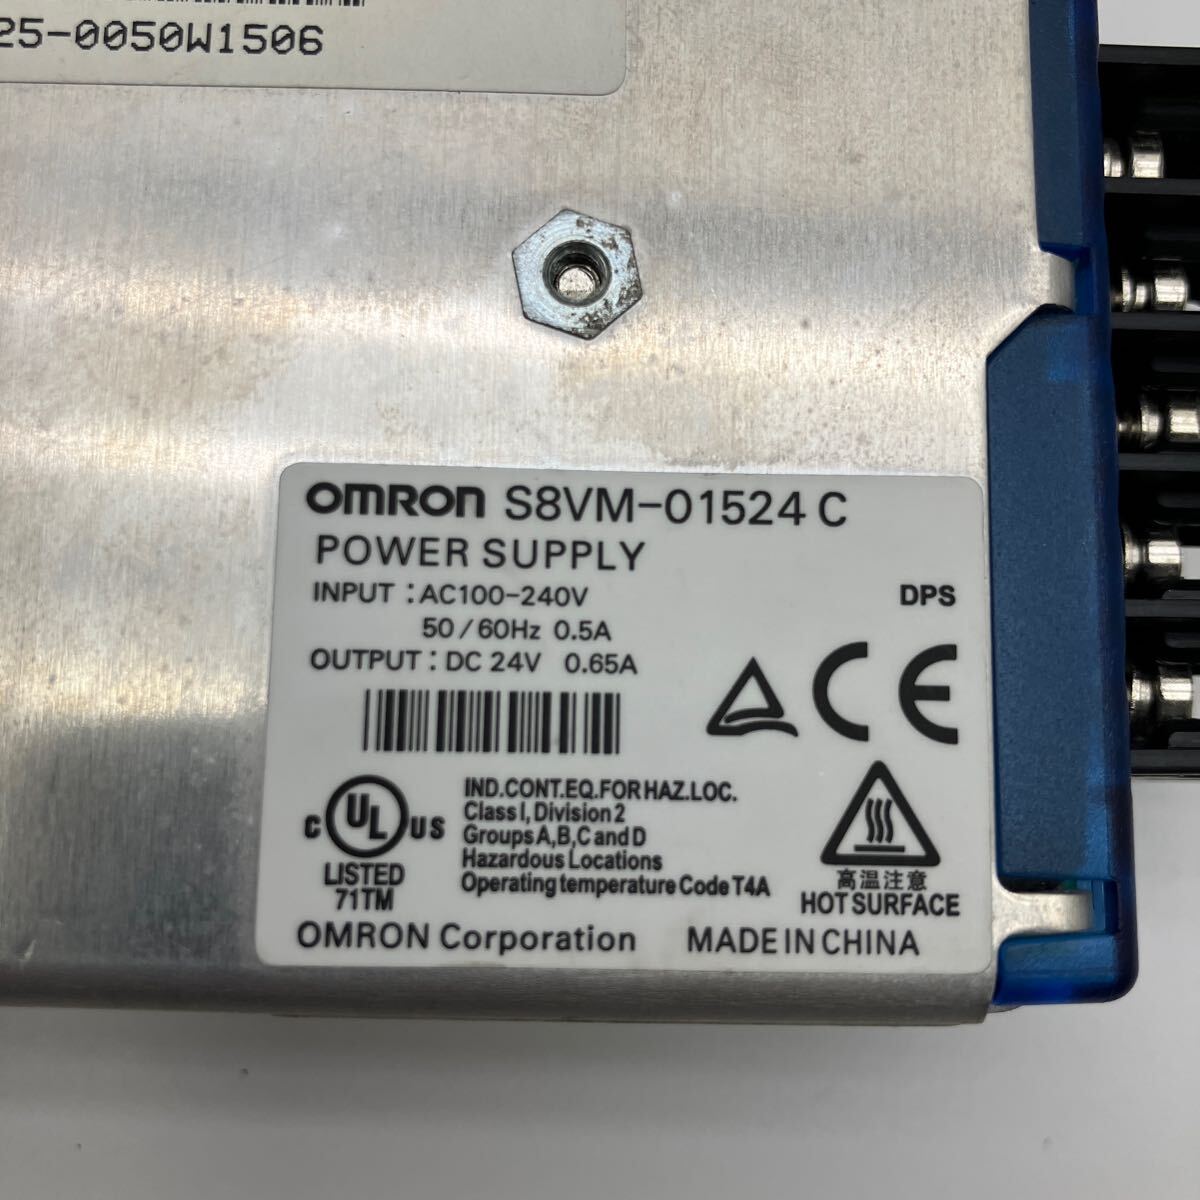 25-0050W1506
OMRON S8VM-01524 C
POWER SUPPLY
INPUT : AC100-240V
DPS
50/60Hz 0.5A
OUTPUT : DC 24V 0.65A
CE
C UL US
LISTED
71TM
IND.CONT.EQ.FOR HAZ.LOC.
Class I, Division 2
Groups A,B,C and D
Hazardous Locations
Operating temperature Code T4A
高温注意
HOT SURFACE
OMRON Corporation MADE IN CHINA